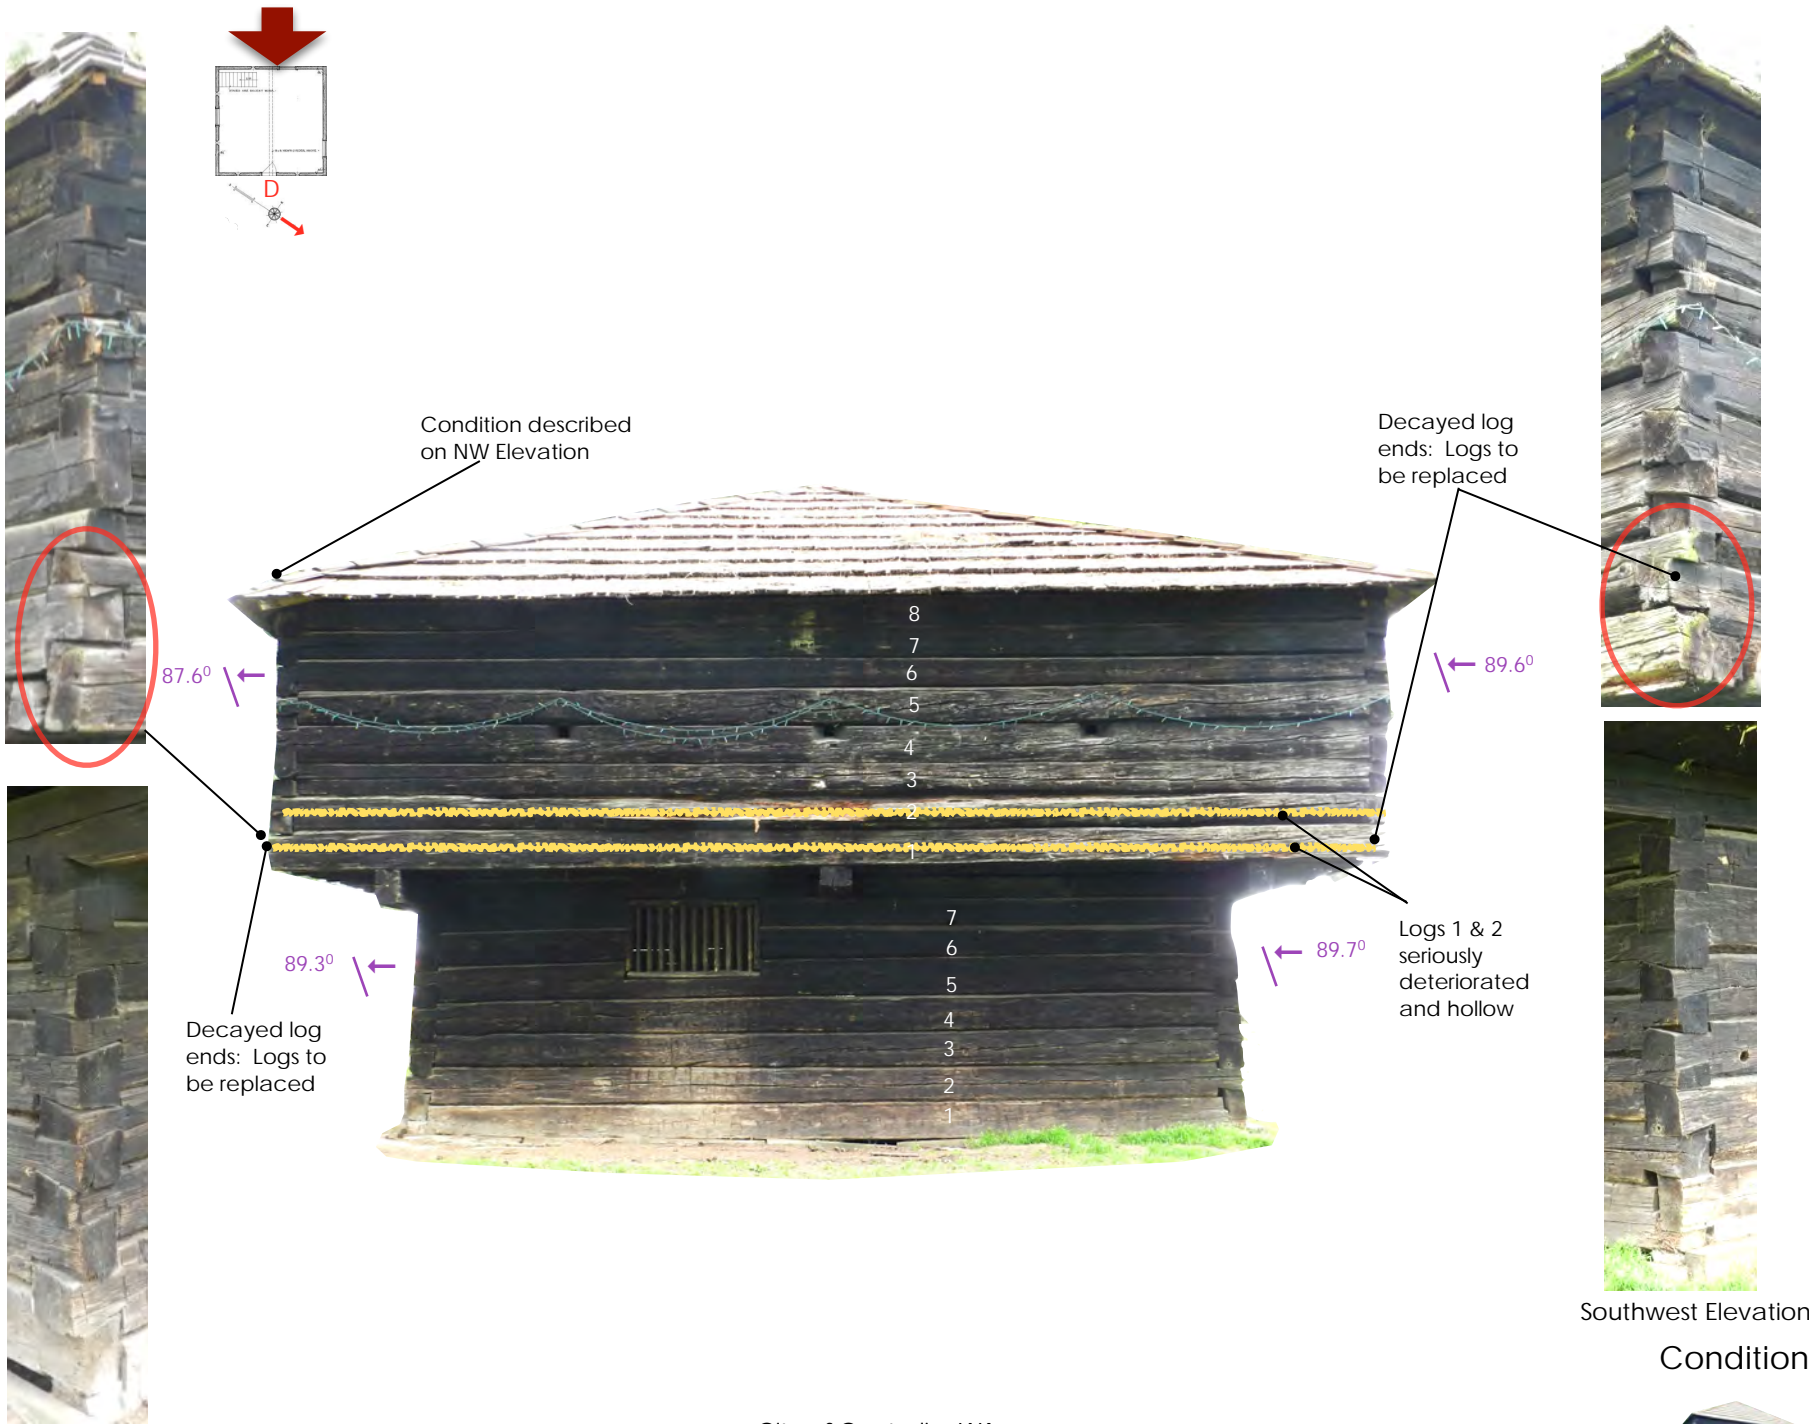 D
Condition described
on NW Elevation
Decayed log
ends: Logs to
be replaced
8
7
6
5
4
3
2
1
87.6⁰
89.6⁰
7
6
5
4
3
2
1
89.3⁰
89.7⁰
Logs 1 & 2
seriously
deteriorated
and hollow
Decayed log
ends: Logs to
be replaced
Southwest Elevation
Condition